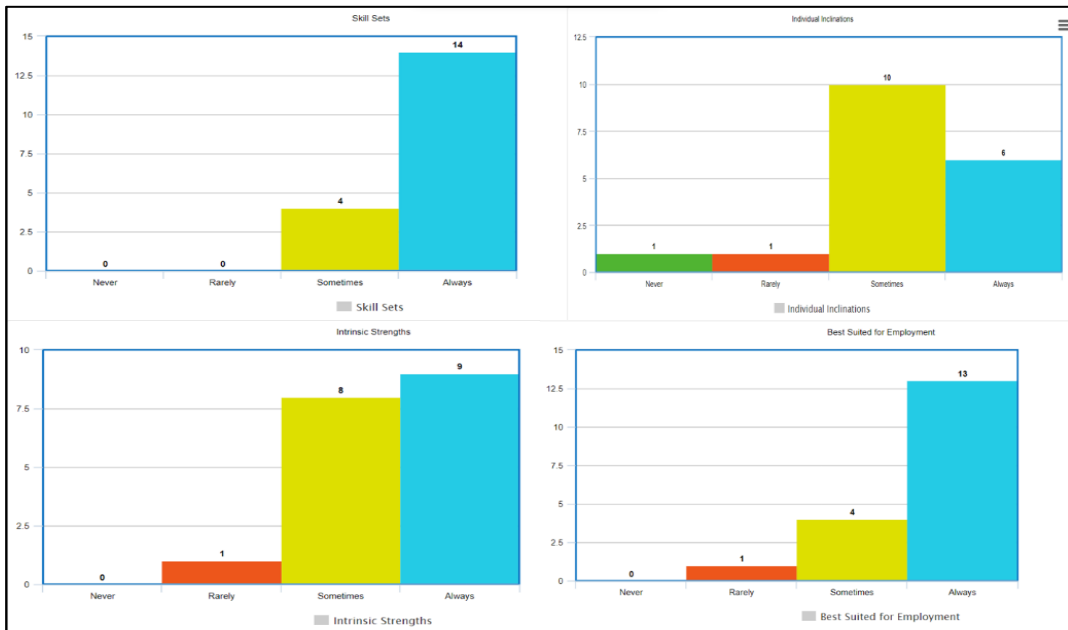 Skill Sets
15
12.5
10
7.5
5
2.5
0
0
0
4
14
Never
Rarely
Sometimes
Always
Skill Sets
Individual Inclinations
12.5
10
7.5
5
2.5
0
1
1
10
6
Never
Rarely
Sometimes
Always
Individual Inclinations
Intrinsic Strengths
10
7.5
5
2.5
0
0
1
8
9
Never
Rarely
Sometimes
Always
Intrinsic Strengths
Best Suited for Employment
15
12.5
10
7.5
5
2.5
0
0
1
4
13
Never
Rarely
Sometimes
Always
Best Suited for Employment